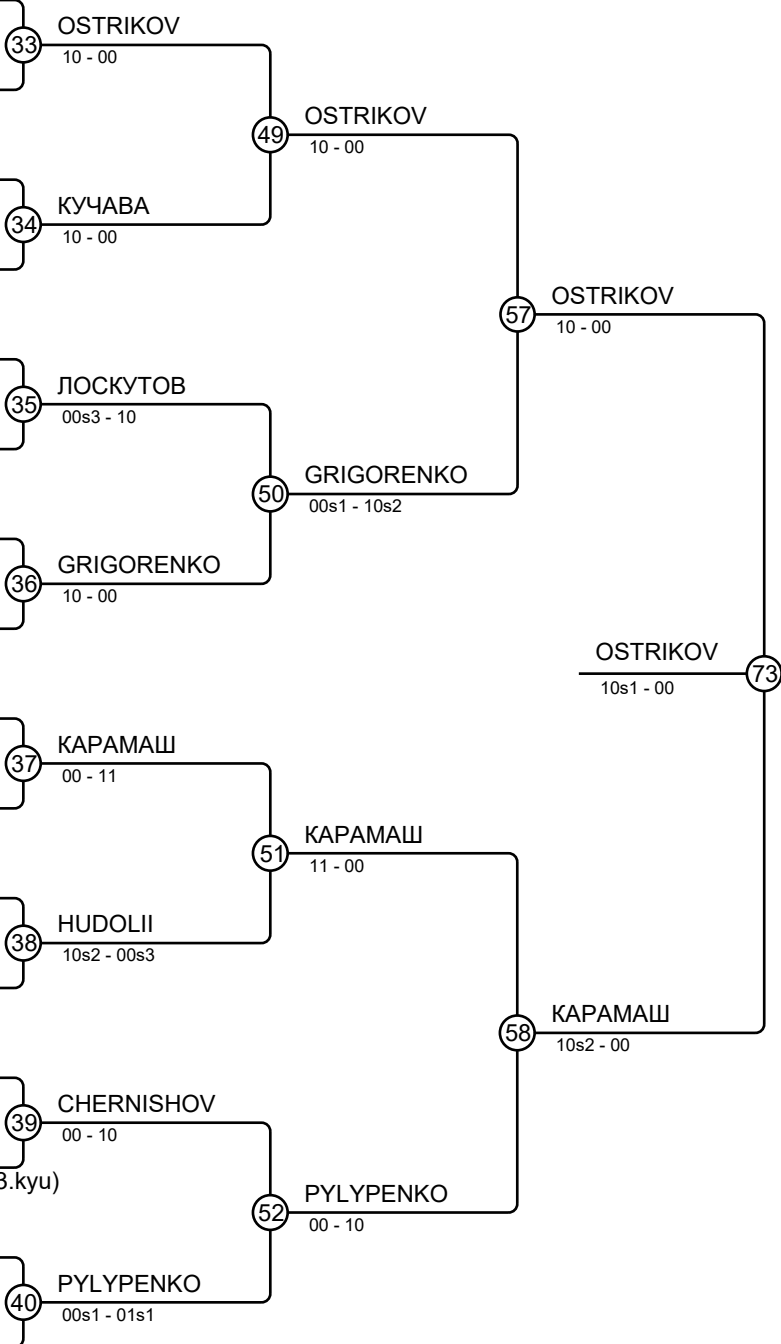 33 OSTRIKOV
10 - 00
49 OSTRIKOV
10 - 00
34 КУЧАВА
10 - 00
57 OSTRIKOV
10 - 00
35 ЛОСКУТОВ
00s3 - 10
50 GRIGORENKO
00s1 - 10s2
36 GRIGORENKO
10 - 00
OSTRIKOV 73
10s1 - 00
37 КАРАМАШ
00 - 11
51 КАРАМАШ
11 - 00
38 HUDOLII
10s2 - 00s3
58 КАРАМАШ
10s2 - 00
39 CHERNISHOV
00 - 10
3.kyu)
52 PYLYPENKO
00 - 10
40 PYLYPENKO
00s1 - 01s1